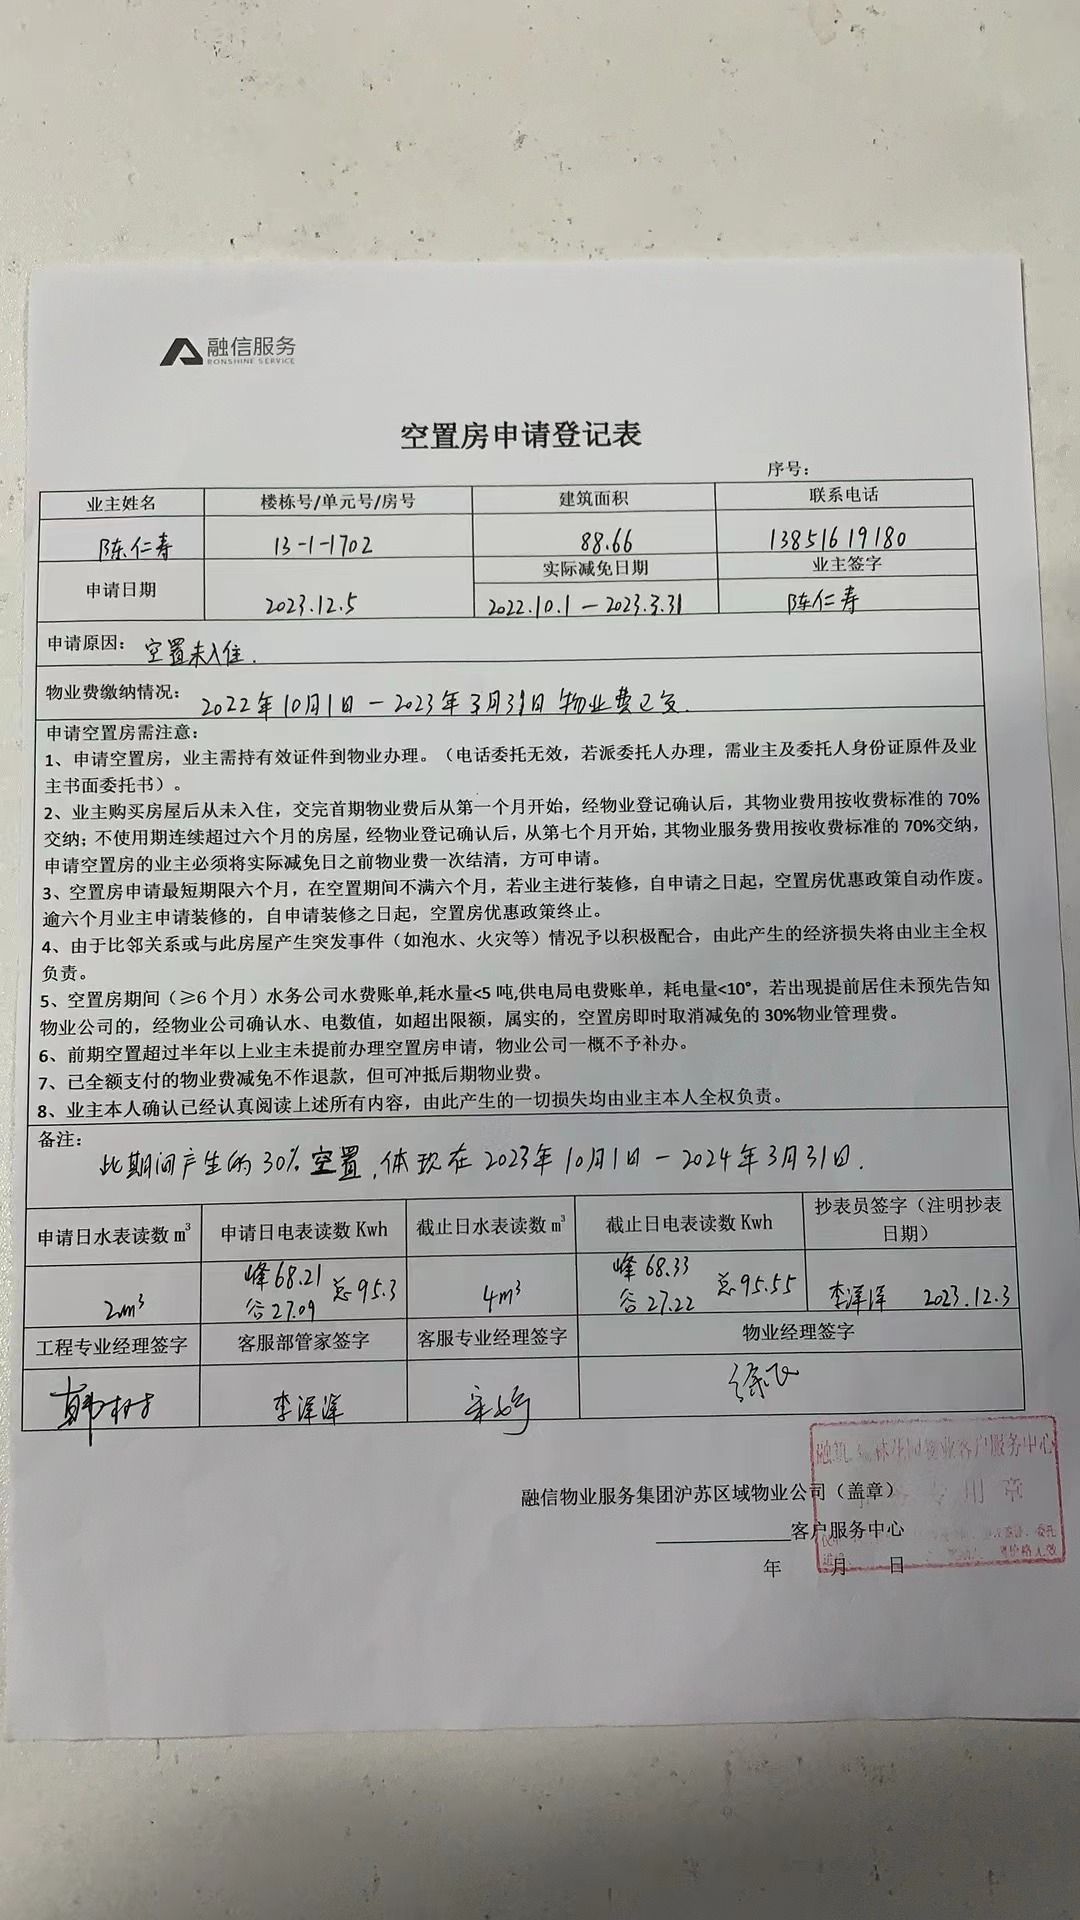 融信服务
RONSHINE SERVICE
空置房申请登记表
序号：
业主姓名 楼栋号/单元号/房号 建筑面积 联系电话
陈仁寿 13-1-1702 88.66 13851619180
申请日期 2023.12.5 实际减免日期 业主签字
2022.10.1-2023.3.31 陈仁寿
申请原因：空置未入住.
物业费缴纳情况：2022年10月1日-2023年3月31日物业费已交.
申请空置房需注意：
1、申请空置房，业主需持有效证件到物业办理。（电话委托无效，若派委托人办理，需业主及委托人身份证原件及业
主书面委托书）。
2、业主购买房屋后从未入住，交完首期物业费后从第一个月开始，经物业登记确认后，其物业费用按收费标准的 70%
交纳；不使用期连续超过六个月的房屋，经物业登记确认后，从第七个月开始，其物业服务费用按收费标准的 70%交纳，
申请空置房的业主必须将实际减免日之前物业费一次结清，方可申请。
3、空置房申请最短期限六个月，在空置期间不满六个月，若业主进行装修，自申请之日起，空置房优惠政策自动作废。
逾六个月业主申请装修的，自申请装修之日起，空置房优惠政策终止。
4、由于比邻关系或与此房屋产生突发事件（如泡水、火灾等）情况予以积极配合，由此产生的经济损失将由业主全权
负责。
5、空置房期间（≥6 个月）水务公司水费账单,耗水量<5 吨,供电局电费账单，耗电量<10°，若出现提前居住未预先告知
物业公司的，经物业公司确认水、电数值，如超出限额，属实的，空置房即时取消减免的 30%物业管理费。
6、前期空置超过半年以上业主未提前办理空置房申请，物业公司一概不予补办。
7、已全额支付的物业费减免不作退款，但可冲抵后期物业费。
8、业主本人确认已经认真阅读上述所有内容，由此产生的一切损失均由业主本人全权负责。
备注：
此期间产生的30%空置,体现在2023年10月1日-2024年3月31日.
申请日水表读数 m³ 申请日电表读数 Kwh 截止日水表读数 m³ 截止日电表读数 Kwh 抄表员签字（注明抄表
日期）
2m³ 峰68.21 谷27.09 总95.3 4m³ 峰68.33 谷27.22 总95.55 李洋洋 2023.12.3
工程专业经理签字 客服部管家签字 客服专业经理签字 物业经理签字
李洋洋 徐飞
融信物业服务集团沪苏区域物业公司（盖章）
客户服务中心
年 月 日
物业客户服务中心
专用章